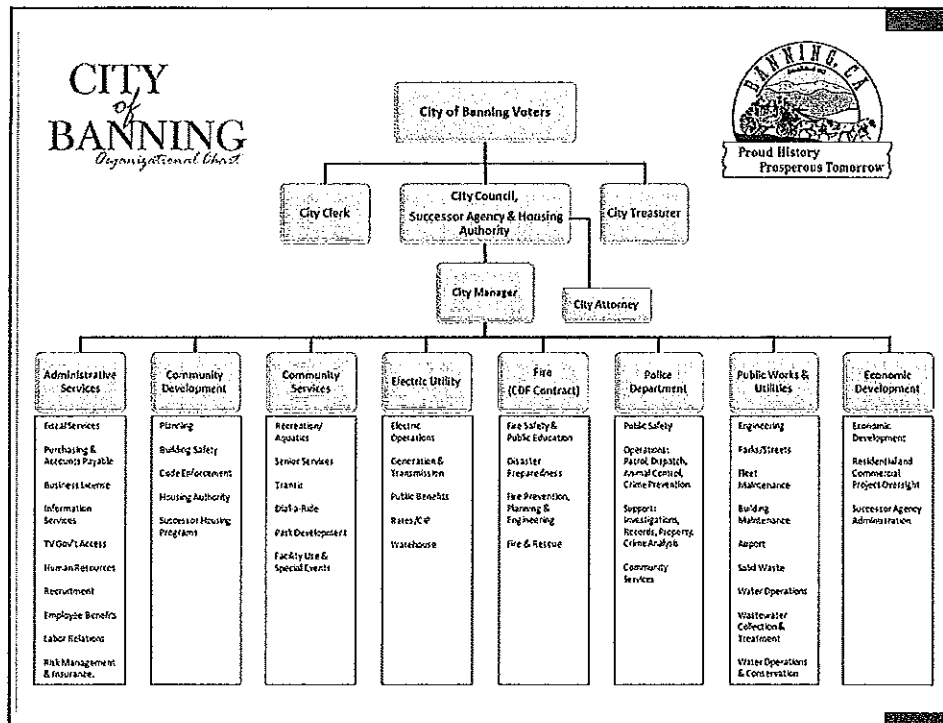 CITY
of
BANNING
Organizational Chart
BANNING, CA
Proud History
Prosperous Tomorrow
City of Banning Voters
City Clerk
City Council,
Successor Agency & Housing
Authority
City Treasurer
City Manager
City Attorney
Administrative
Services
Fiscal Services
Purchasing &
Accounts Payable
Business License
Information
Services
TV Gov't Access
Human Resources
Recruitment
Employee Benefits
Labor Relations
Risk Management
& Insurance.
Community
Development
Planning
Building Safety
Code Enforcement
Housing Authority
Successor Housing
Programs
Community
Services
Recreation/
Aquatics
Senior Services
Transit
Dial-a-Ride
Park Development
Facility Use &
Special Events
Electric Utility
Electric
Operations
Generation &
Transmission
Public Benefits
Rates/CIP
Warehouse
Fire
(CDF Contract)
Fire Safety &
Public Education
Disaster
Preparedness
Fire Prevention,
Planning &
Engineering
Fire & Rescue
Police
Department
Public Safety
Operations:
Patrol, Dispatch,
Animal Control,
Crime Prevention
Support:
Investigations,
Records, Property,
Crime Analysis
Community
Services
Public Works &
Utilities
Engineering
Parks/Streets
Fleet
Maintenance
Building
Maintenance
Airport
Solid Waste
Water Operations
Wastewater
Collection &
Treatment
Water Operations
& Conservation
Economic
Development
Economic
Development
Residential and
Commercial
Project Oversight
Successor Agency
Administration